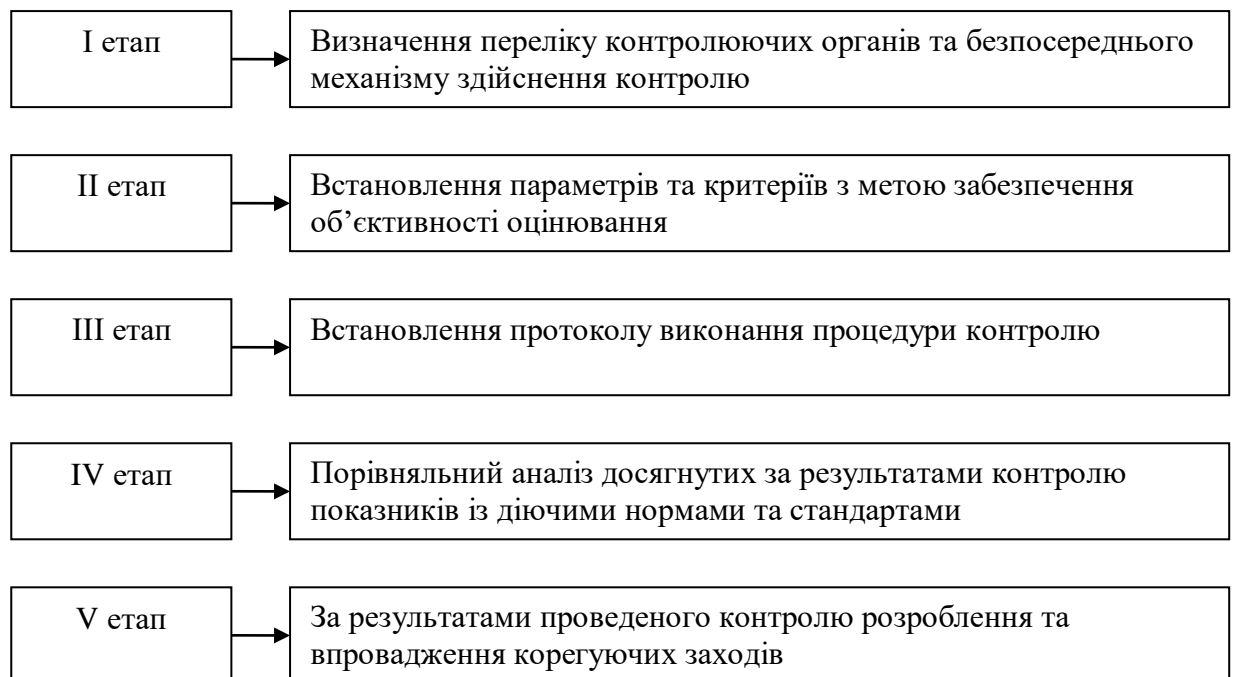 І етап
Визначення переліку контролюючих органів та безпосереднього
механізму здійснення контролю
ІІ етап
Встановлення параметрів та критеріїв з метою забезпечення
об’єктивності оцінювання
ІІІ етап
Встановлення протоколу виконання процедури контролю
IV етап
Порівняльний аналіз досягнутих за результатами контролю
показників із діючими нормами та стандартами
V етап
За результатами проведеного контролю розроблення та
впровадження корегуючих заходів